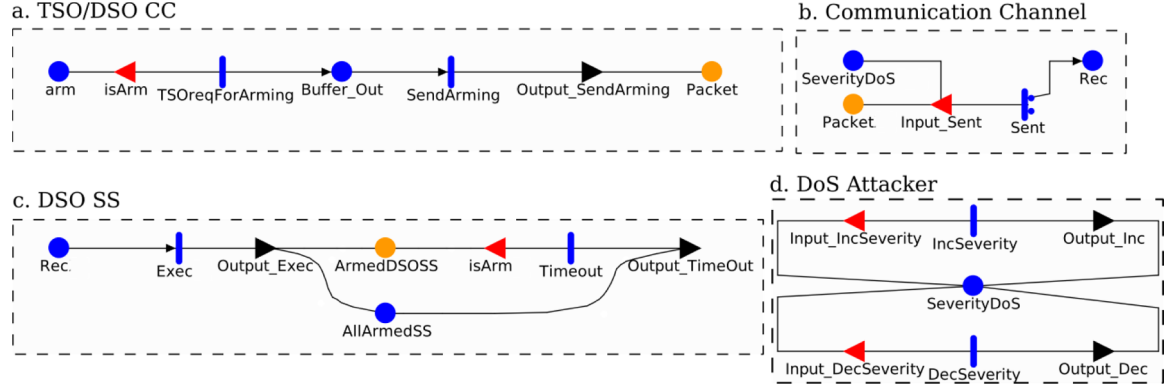 a. TSO/DSO CC
arm
isArm
TSOreqForArming
Buffer_Out
SendArming
Output_SendArming
Packet
b. Communication Channel
SeverityDoS
Rec
Packet.
Input_Sent
Sent
c. DSO SS
Rec.
Exec
Output_Exec
ArmedDSOSS
isArm
Timeout
Output_TimeOut
AllArmedSS
d. DoS Attacker
Input_IncSeverity
IncSeverity
Output_Inc
SeverityDoS
Input_DecSeverity
DecSeverity
Output_Dec